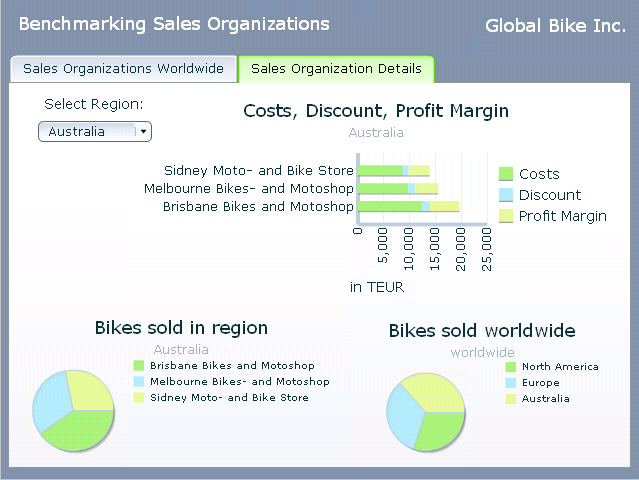 Benchmarking Sales Organizations
Global Bike Inc.
Sales Organizations Worldwide
Sales Organization Details
Select Region:
Australia
Costs, Discount, Profit Margin
Australia
Sidney Moto- and Bike Store
Melbourne Bikes- and Motoshop
Brisbane Bikes and Motoshop
Costs
Discount
Profit Margin
0
5,000
10,000
15,000
20,000
25,000
in TEUR
Bikes sold in region
Australia
Brisbane Bikes and Motoshop
Melbourne Bikes- and Motoshop
Sidney Moto- and Bike Store
Bikes sold worldwide
worldwide
North America
Europe
Australia